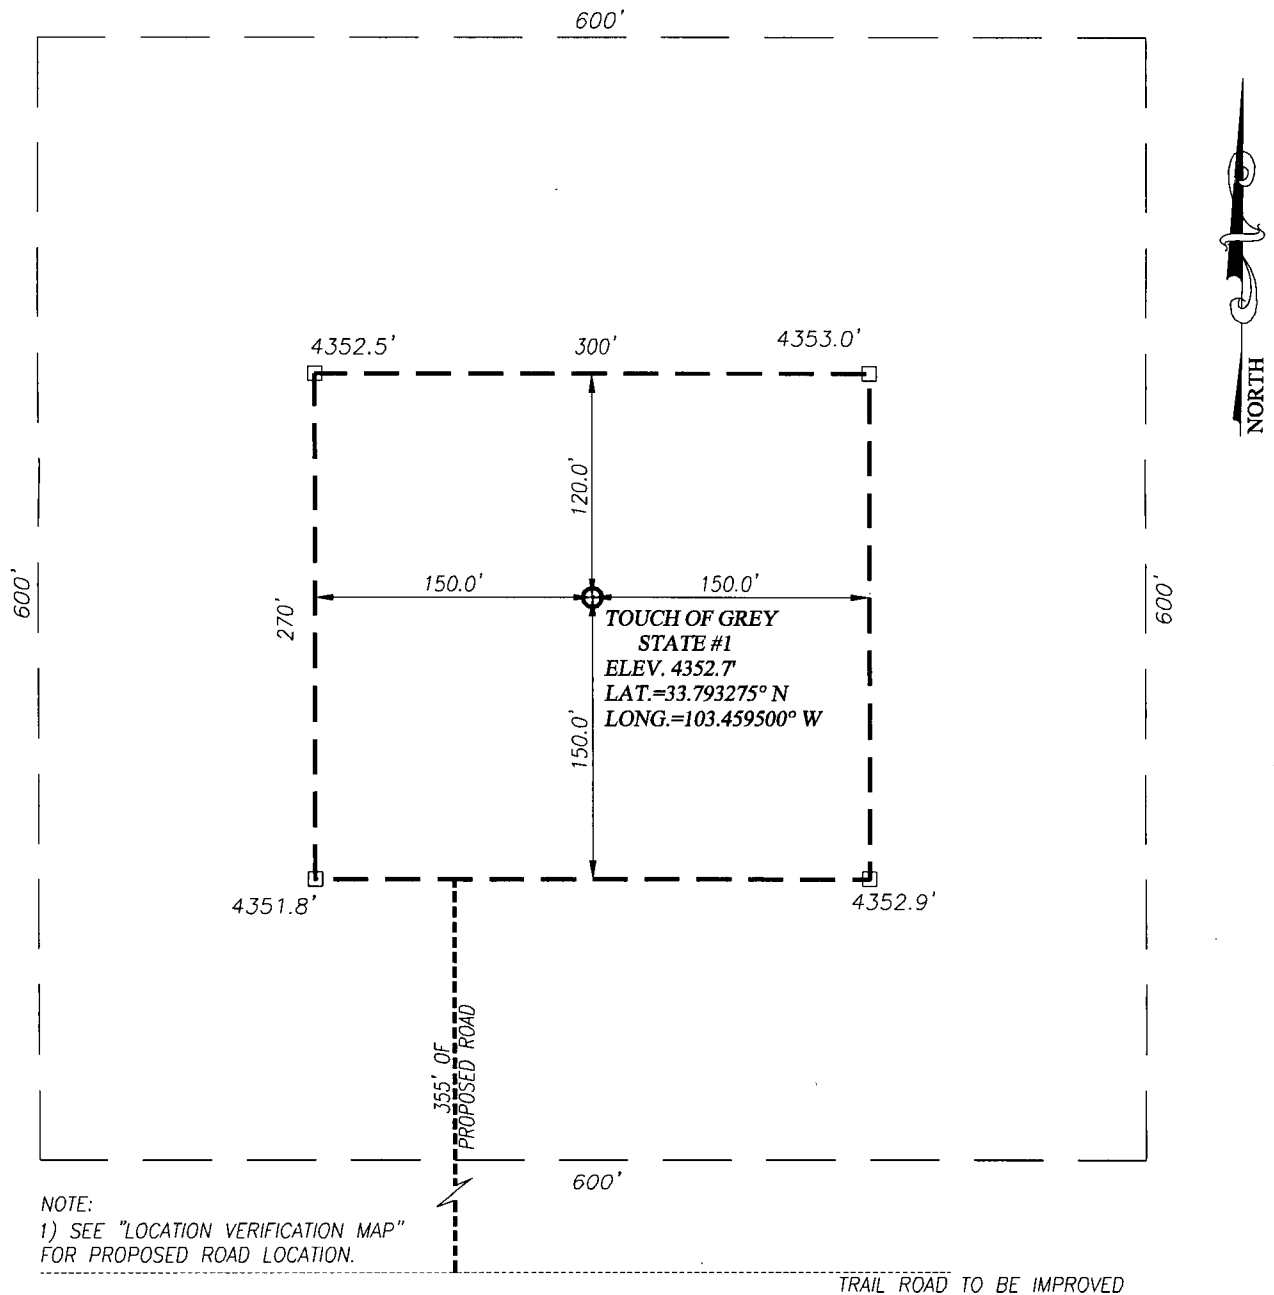 600'
4352.5'
300'
4353.0'
NORTH
120.0'
600'
270'
150.0'
150.0'
600'
TOUCH OF GREY
STATE #1
ELEV. 4352.7'
LAT.=33.793275° N
LONG.=103.459500° W
150.0'
4351.8'
4352.9'
355' OF
PROPOSED ROAD
600'
NOTE:
1) SEE "LOCATION VERIFICATION MAP"
FOR PROPOSED ROAD LOCATION.
TRAIL ROAD TO BE IMPROVED